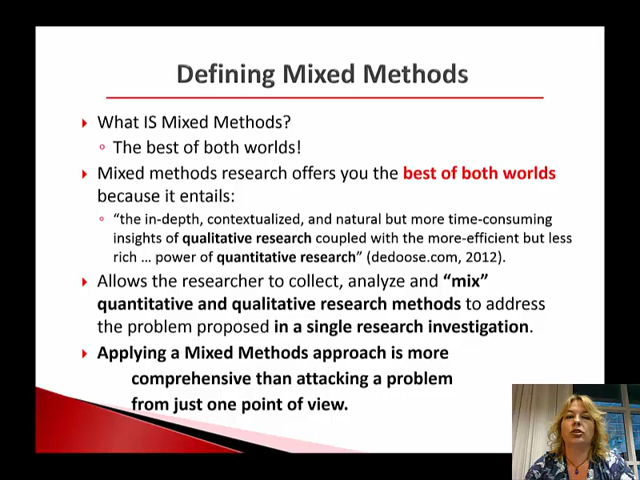 Defining Mixed Methods
What IS Mixed Methods?
The best of both worlds!
Mixed methods research offers you the best of both worlds
because it entails:
“the in-depth, contextualized, and natural but more time-consuming
insights of qualitative research coupled with the more-efficient but less
rich … power of quantitative research” (dedoose.com, 2012).
Allows the researcher to collect, analyze and “mix”
quantitative and qualitative research methods to address
the problem proposed in a single research investigation.
Applying a Mixed Methods approach is more
comprehensive than attacking a problem
from just one point of view.